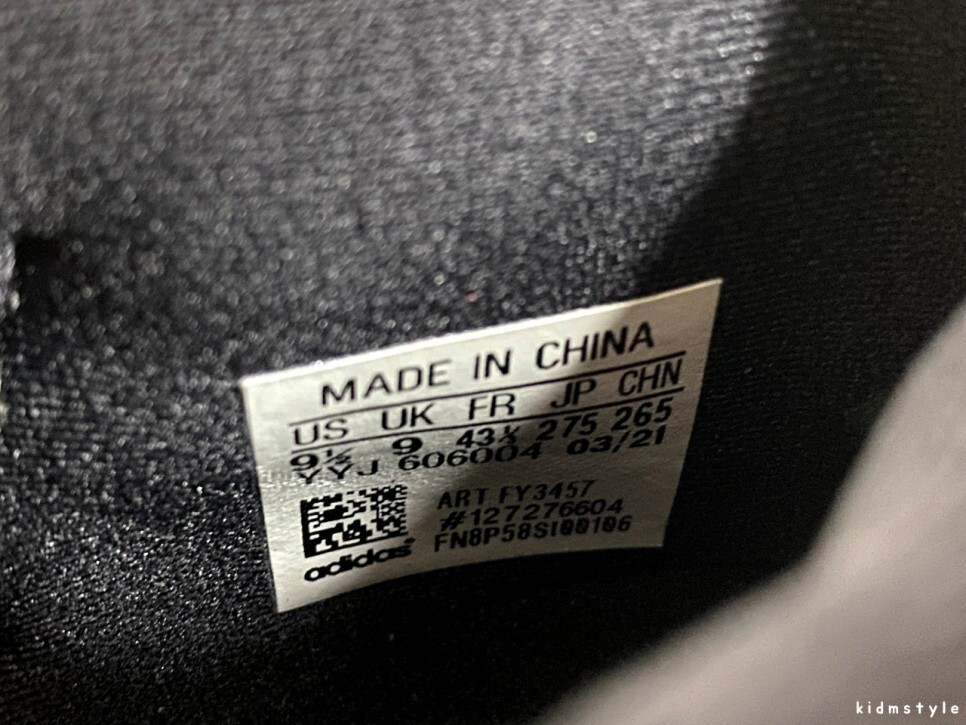 MADE IN CHINA
US UK FR JP CHN
9½ 9 43⅓ 275 265
YYJ 606004 03/21
ART FY3457
#127276604
FN8P58SI00106
adidas
kidmstyle